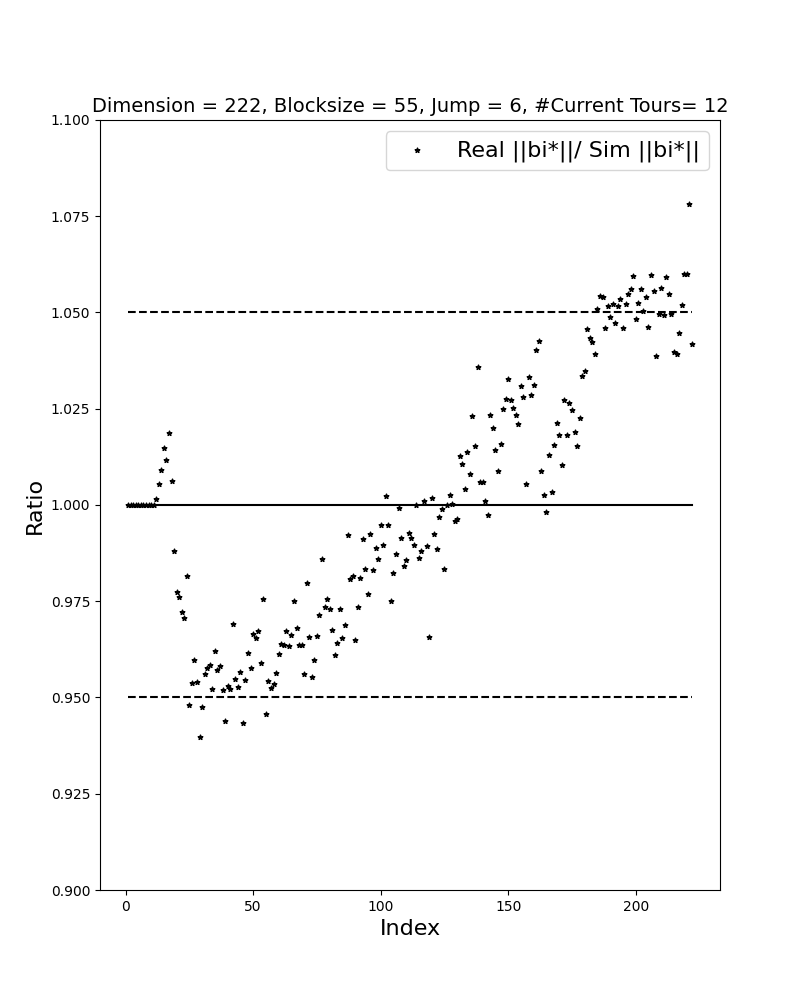 Dimension = 222, Blocksize = 55, Jump = 6, #Current Tours= 12
1.100
Real ||bi*||/ Sim ||bi*||
1.075
1.050
1.025
1.000
Ratio
0.975
0.950
0.925
0.900
0 50 100 150 200
Index